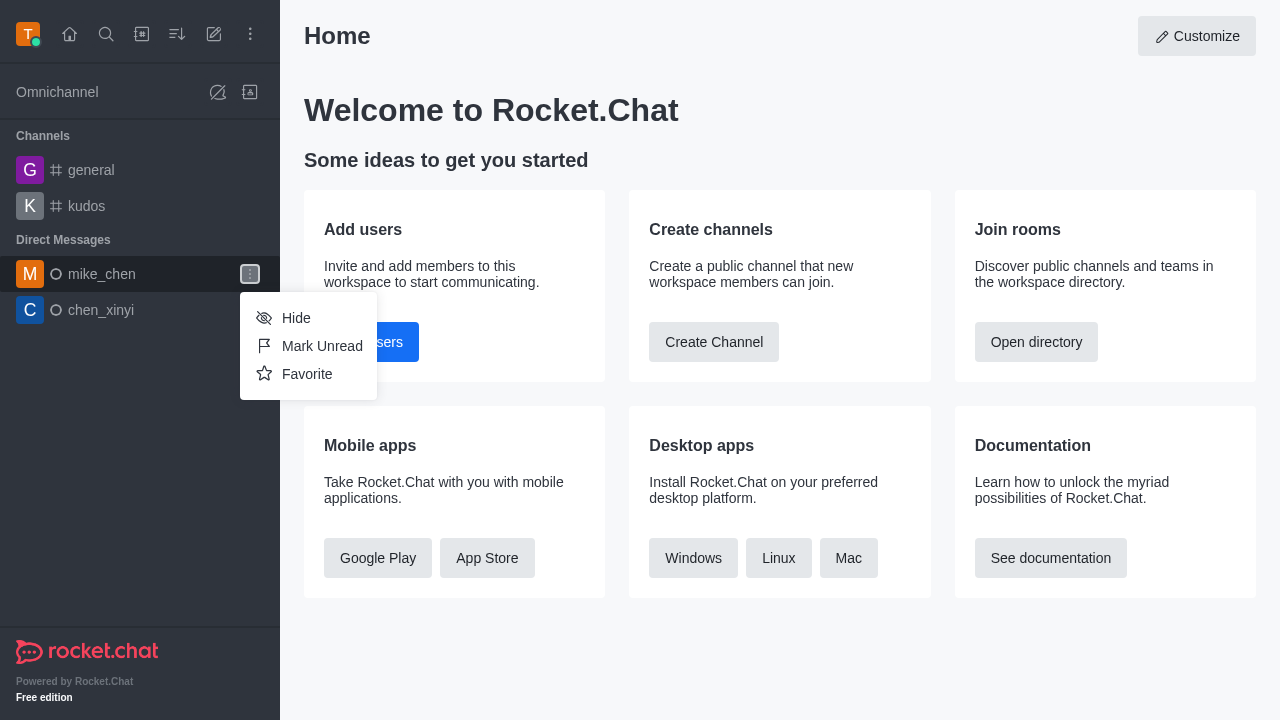 T
Home
Customize
Omnichannel
Welcome to Rocket.Chat
Channels
G general
K kudos
Direct Messages
M mike_chen
C chen_xinyi
Hide
Mark Unread
Favorite
Some ideas to get you started
Add users
Invite and add members to this
workspace to start communicating.
sers
Create channels
Create a public channel that new
workspace members can join.
Create Channel
Join rooms
Discover public channels and teams in
the workspace directory.
Open directory
Mobile apps
Take Rocket.Chat with you with mobile
applications.
Google Play App Store
Desktop apps
Install Rocket.Chat on your preferred
desktop platform.
Windows Linux Mac
Documentation
Learn how to unlock the myriad
possibilities of Rocket.Chat.
See documentation
rocket.chat
Powered by Rocket.Chat
Free edition